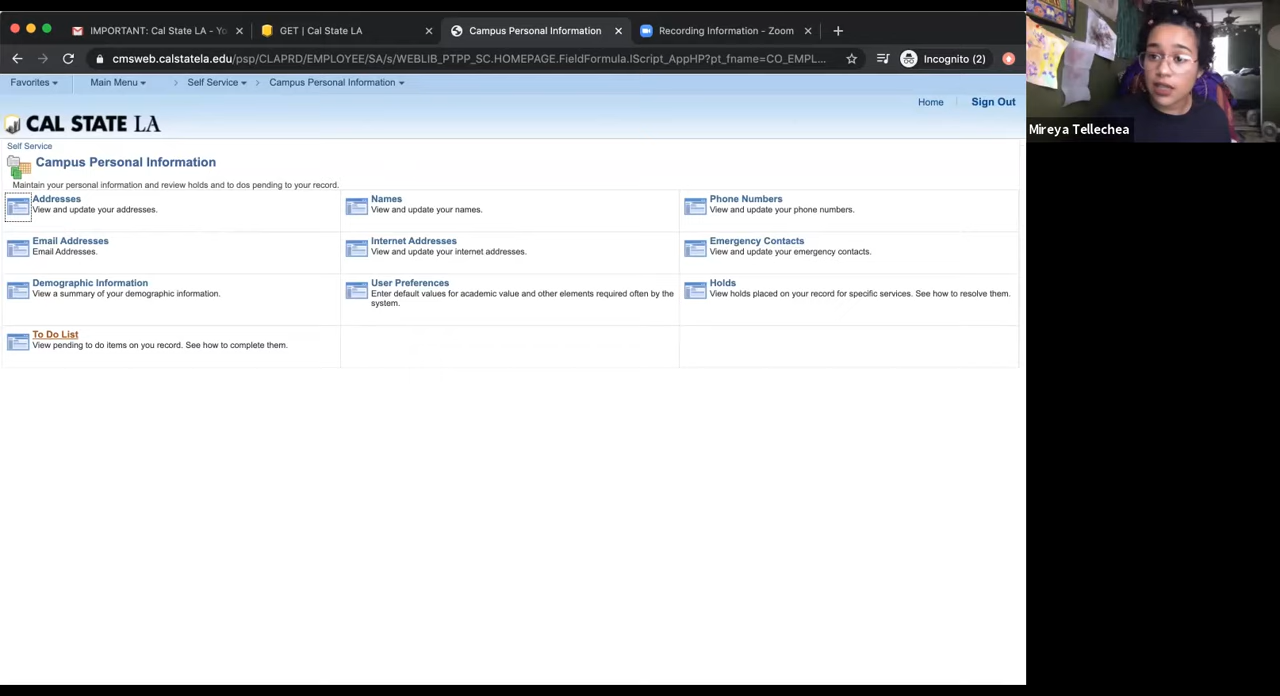 IMPORTANT: Cal State LA - Yo
GET | Cal State LA
Campus Personal Information
Recording Information - Zoom
cmsweb.calstatela.edu/psp/CLAPRD/EMPLOYEE/SA/s/WEBLIB_PTPP_SC.HOMEPAGE.FieldFormula.IScript_AppHP?pt_fname=CO_EMPL...
Incognito (2)
Favorites
Main Menu
Self Service
Campus Personal Information
Home
Sign Out
CAL STATE LA
Self Service
Campus Personal Information
Maintain your personal information and review holds and to dos pending to your record.
Addresses
View and update your addresses.
Names
View and update your names.
Phone Numbers
View and update your phone numbers.
Email Addresses
Email Addresses.
Internet Addresses
View and update your internet addresses.
Emergency Contacts
View and update your emergency contacts.
Demographic Information
View a summary of your demographic information.
User Preferences
Enter default values for academic value and other elements required often by the
system.
Holds
View holds placed on your record for specific services. See how to resolve them.
To Do List
View pending to do items on you record. See how to complete them.
Mireya Tellechea